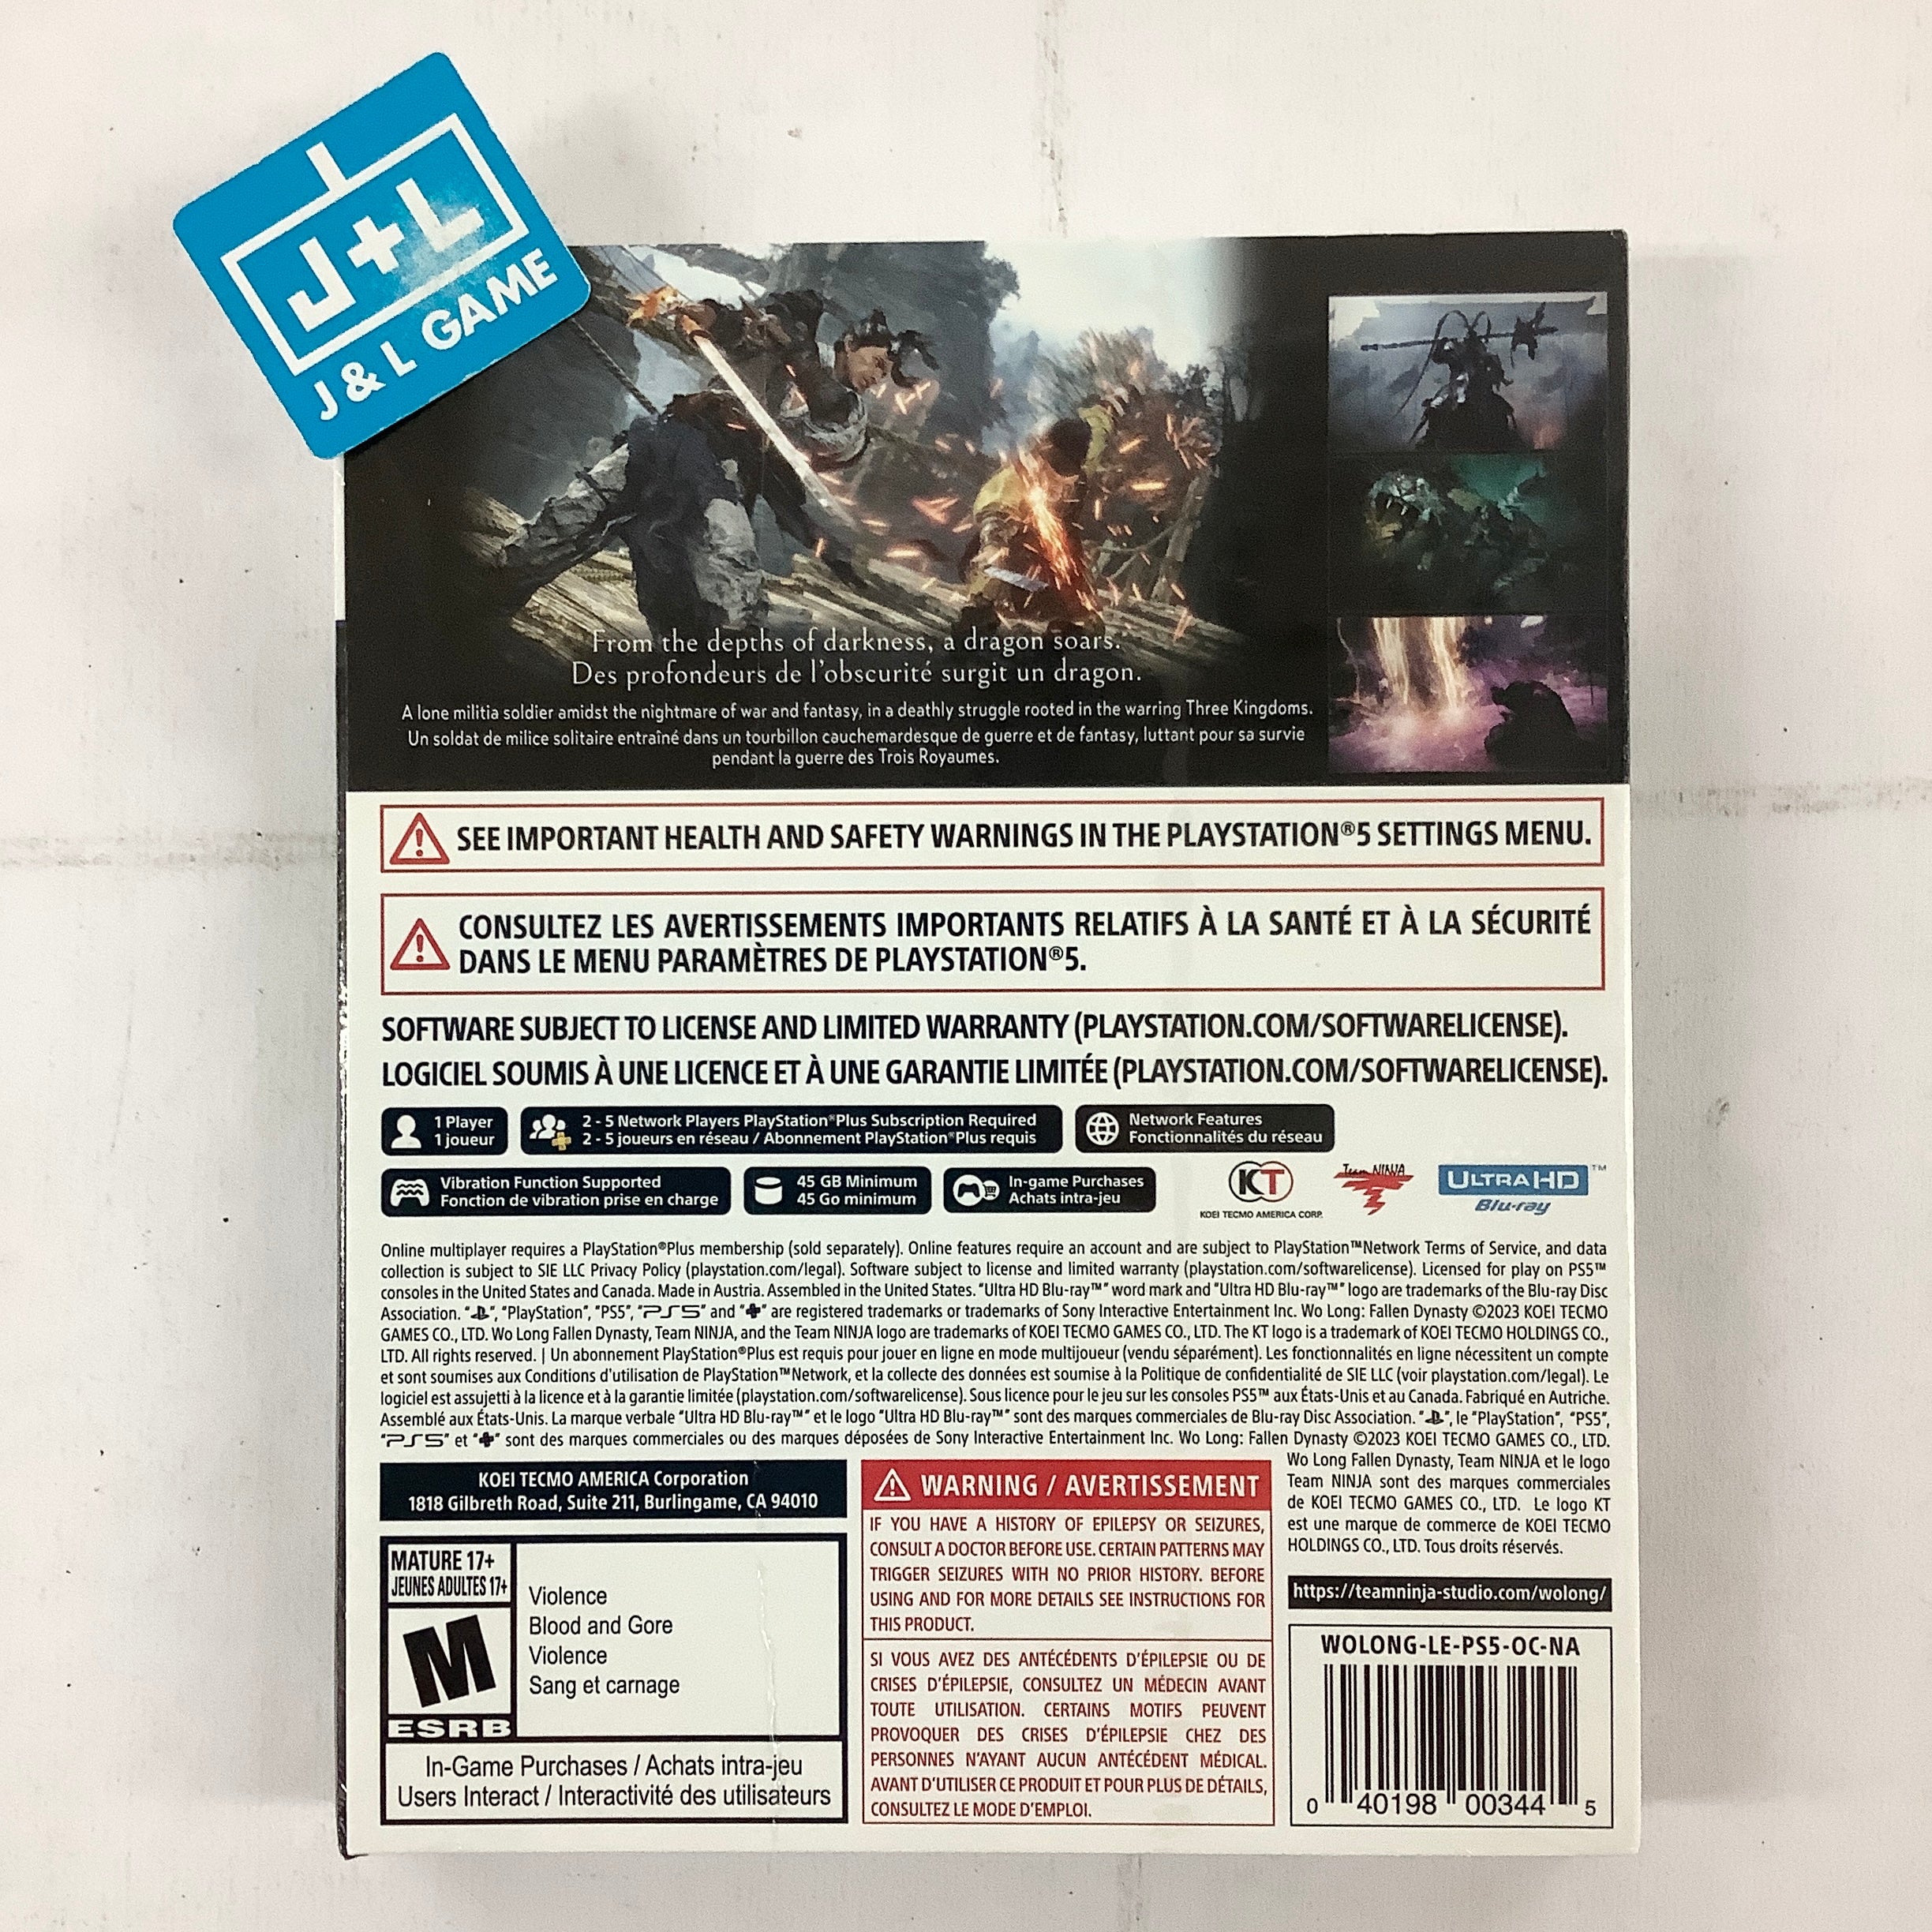 J+L
J & L GAME
From the depths of darkness, a dragon soars.
Des profondeurs de l'obscurité surgit un dragon.
A lone militia soldier amidst the nightmare of war and fantasy, in a deathly struggle rooted in the warring Three Kingdoms.
Un soldat de milice solitaire entraîné dans un tourbillon cauchemardesque de guerre et de fantasy, luttant pour sa survie
pendant la guerre des Trois Royaumes.
SEE IMPORTANT HEALTH AND SAFETY WARNINGS IN THE PLAYSTATION®5 SETTINGS MENU.
CONSULTEZ LES AVERTISSEMENTS IMPORTANTS RELATIFS À LA SANTÉ ET À LA SÉCURITÉ
DANS LE MENU PARAMÈTRES DE PLAYSTATION®5.
SOFTWARE SUBJECT TO LICENSE AND LIMITED WARRANTY (PLAYSTATION.COM/SOFTWARELICENSE).
LOGICIEL SOUMIS À UNE LICENCE ET À UNE GARANTIE LIMITÉE (PLAYSTATION.COM/SOFTWARELICENSE).
1 Player
1 joueur
2 - 5 Network Players PlayStation®Plus Subscription Required
2 - 5 joueurs en réseau / Abonnement PlayStation®Plus requis
Network Features
Fonctionnalités du réseau
Vibration Function Supported
Fonction de vibration prise en charge
45 GB Minimum
45 Go minimum
In-game Purchases
Achats intra-jeu
KT
KOEI TECMO AMERICA CORP.
Team NINJA
ULTRA HD™
Blu-ray
Online multiplayer requires a PlayStation®Plus membership (sold separately). Online features require an account and are subject to PlayStation™Network Terms of Service, and data
collection is subject to SIE LLC Privacy Policy (playstation.com/legal). Software subject to license and limited warranty (playstation.com/softwarelicense). Licensed for play on PS5™
consoles in the United States and Canada. Made in Austria. Assembled in the United States. "Ultra HD Blu-ray™" word mark and "Ultra HD Blu-ray™" logo are trademarks of the Blu-ray Disc
Association. "", "PlayStation", "PS5", "PS5" and "" are registered trademarks or trademarks of Sony Interactive Entertainment Inc. Wo Long: Fallen Dynasty ©2023 KOEI TECMO
GAMES CO., LTD. Wo Long Fallen Dynasty, Team NINJA, and the Team NINJA logo are trademarks of KOEI TECMO GAMES CO., LTD. The KT logo is a trademark of KOEI TECMO HOLDINGS CO.,
LTD. All rights reserved. | Un abonnement PlayStation®Plus est requis pour jouer en ligne en mode multijoueur (vendu séparément). Les fonctionnalités en ligne nécessitent un compte
et sont soumises aux Conditions d'utilisation de PlayStation™Network, et la collecte des données est soumise à la Politique de confidentialité de SIE LLC (voir playstation.com/legal). Le
logiciel est assujetti à la licence et à la garantie limitée (playstation.com/softwarelicense). Sous licence pour le jeu sur les consoles PS5™ aux États-Unis et au Canada. Fabriqué en Autriche.
Assemblé aux États-Unis. La marque verbale "Ultra HD Blu-ray™" et le logo "Ultra HD Blu-ray™" sont des marques commerciales de Blu-ray Disc Association. "", le "PlayStation", "PS5",
"PS5" et "" sont des marques commerciales ou des marques déposées de Sony Interactive Entertainment Inc. Wo Long: Fallen Dynasty ©2023 KOEI TECMO GAMES CO., LTD.
Wo Long Fallen Dynasty, Team NINJA et le logo
Team NINJA sont des marques commerciales
de KOEI TECMO GAMES CO., LTD. Le logo KT
est une marque de commerce de KOEI TECMO
HOLDINGS CO., LTD. Tous droits réservés.
KOEI TECMO AMERICA Corporation
1818 Gilbreth Road, Suite 211, Burlingame, CA 94010
MATURE 17+
JEUNES ADULTES 17+
M
ESRB
Violence
Blood and Gore
Violence
Sang et carnage
In-Game Purchases / Achats intra-jeu
Users Interact / Interactivité des utilisateurs
WARNING / AVERTISSEMENT
IF YOU HAVE A HISTORY OF EPILEPSY OR SEIZURES,
CONSULT A DOCTOR BEFORE USE. CERTAIN PATTERNS MAY
TRIGGER SEIZURES WITH NO PRIOR HISTORY. BEFORE
USING AND FOR MORE DETAILS SEE INSTRUCTIONS FOR
THIS PRODUCT.
SI VOUS AVEZ DES ANTÉCÉDENTS D'ÉPILEPSIE OU DE
CRISES D'ÉPILEPSIE, CONSULTEZ UN MÉDECIN AVANT
TOUTE UTILISATION. CERTAINS MOTIFS PEUVENT
PROVOQUER DES CRISES D'ÉPILEPSIE CHEZ DES
PERSONNES N'AYANT AUCUN ANTÉCÉDENT MÉDICAL.
AVANT D'UTILISER CE PRODUIT ET POUR PLUS DE DÉTAILS,
CONSULTEZ LE MODE D'EMPLOI.
https://teamninja-studio.com/wolong/
WOLONG-LE-PS5-OC-NA
0 40198 00344 5